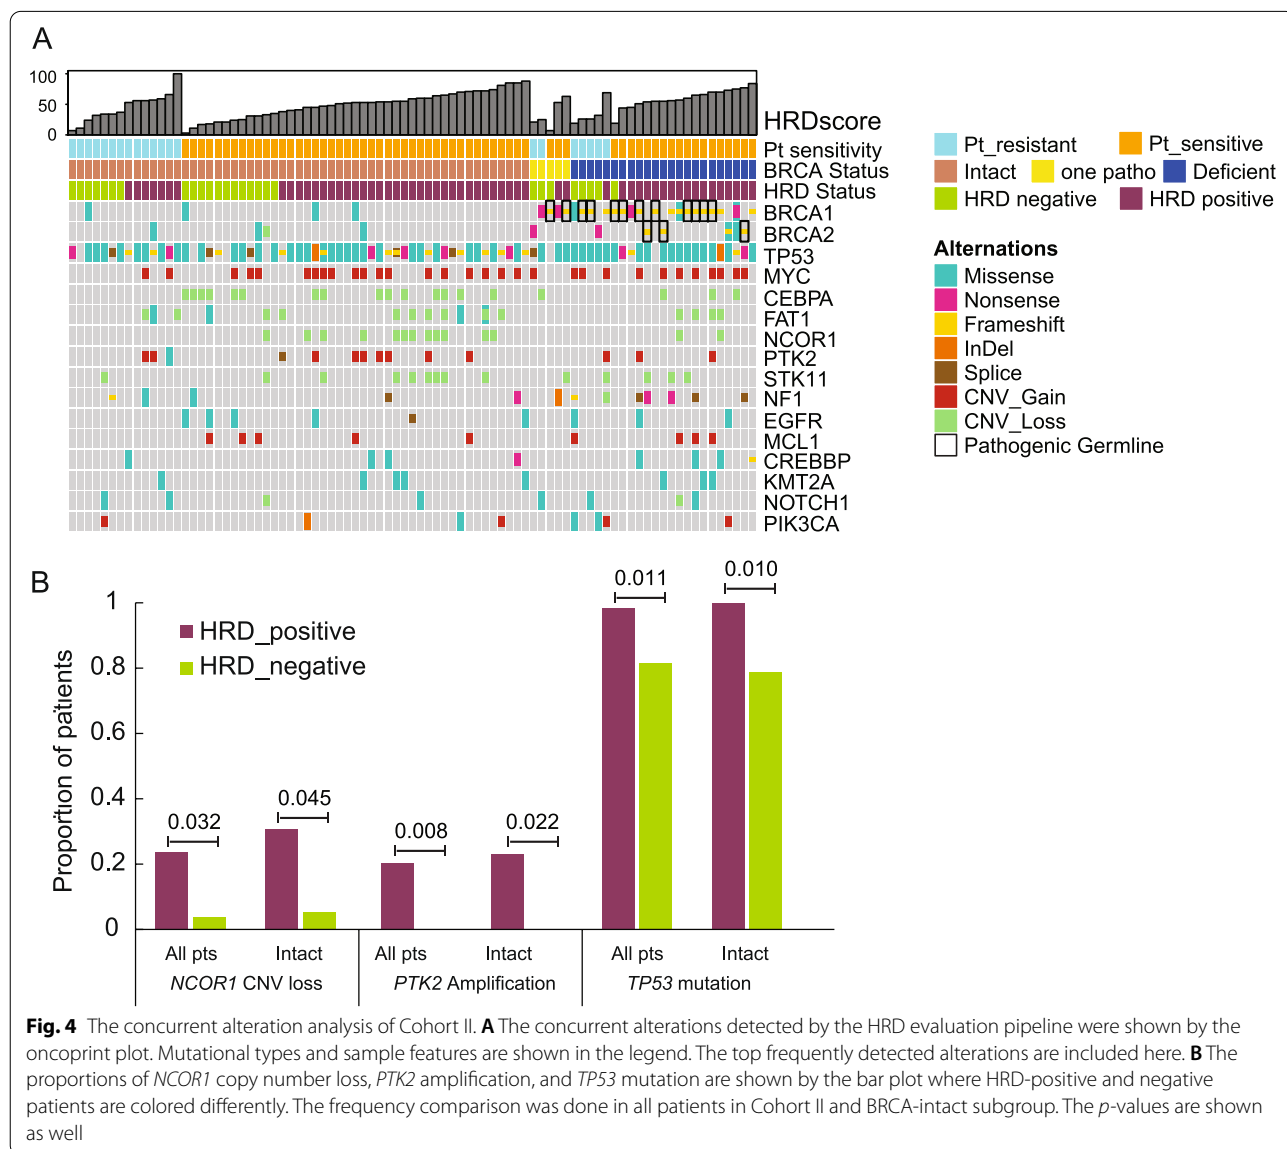 A
100
50
0
HRDscore
Pt sensitivity
BRCA Status
HRD Status
BRCA1
BRCA2
TP53
MYC
CEBPA
FAT1
NCOR1
PTK2
STK11
NF1
EGFR
MCL1
CREBBP
KMT2A
NOTCH1
PIK3CA
Pt_resistant Pt_sensitive
Intact one patho Deficient
HRD negative HRD positive
Alternations
Missense
Nonsense
Frameshift
InDel
Splice
CNV_Gain
CNV_Loss
Pathogenic Germline
B
Proportion of patients
1
0.8
0.6
0.4
0.2
0
HRD_positive
HRD_negative
0.032
0.045
0.008
0.022
0.011
0.010
All pts Intact All pts Intact All pts Intact
NCOR1 CNV loss PTK2 Amplification TP53 mutation
Fig. 4 The concurrent alteration analysis of Cohort II. A The concurrent alterations detected by the HRD evaluation pipeline were shown by the
oncoprint plot. Mutational types and sample features are shown in the legend. The top frequently detected alterations are included here. B The
proportions of NCOR1 copy number loss, PTK2 amplification, and TP53 mutation are shown by the bar plot where HRD-positive and negative
patients are colored differently. The frequency comparison was done in all patients in Cohort II and BRCA-intact subgroup. The p-values are shown
as well